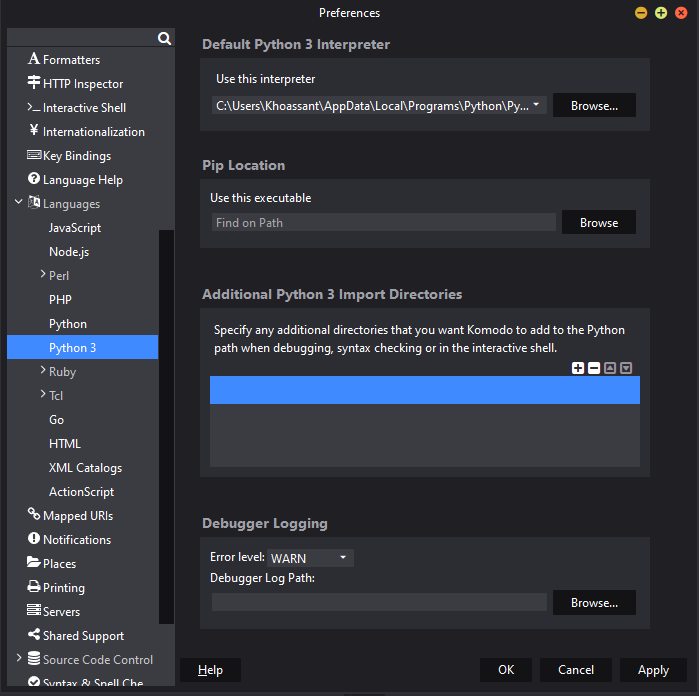 Preferences
Formatters
HTTP Inspector
Interactive Shell
Internationalization
Key Bindings
Language Help
Languages
JavaScript
Node.js
Perl
PHP
Python
Python 3
Ruby
Tcl
Go
HTML
XML Catalogs
ActionScript
Mapped URIs
Notifications
Places
Printing
Servers
Shared Support
Source Code Control
Syntax & Spell Che
Default Python 3 Interpreter
Use this interpreter
C:\Users\Khoassant\AppData\Local\Programs\Python\Py... Browse...
Pip Location
Use this executable
Find on Path Browse
Additional Python 3 Import Directories
Specify any additional directories that you want Komodo to add to the Python
path when debugging, syntax checking or in the interactive shell.
Debugger Logging
Error level: WARN
Debugger Log Path:
Browse...
Help OK Cancel Apply